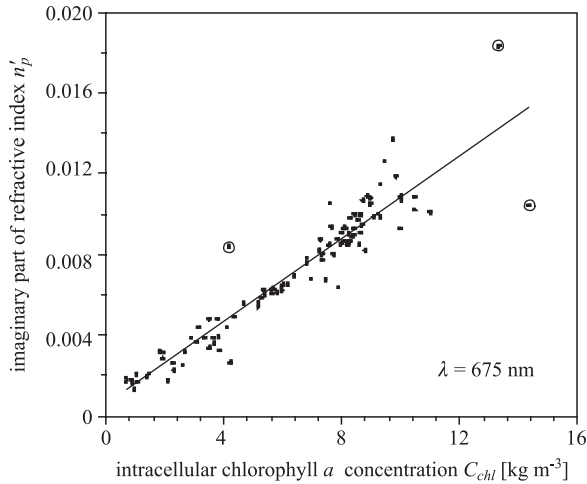 imaginary part of refractive index n′p
0.020
0.016
0.012
0.008
0.004
0
λ = 675 nm
0 4 8 12 16
intracellular chlorophyll a concentration Cchl [kg m-3]